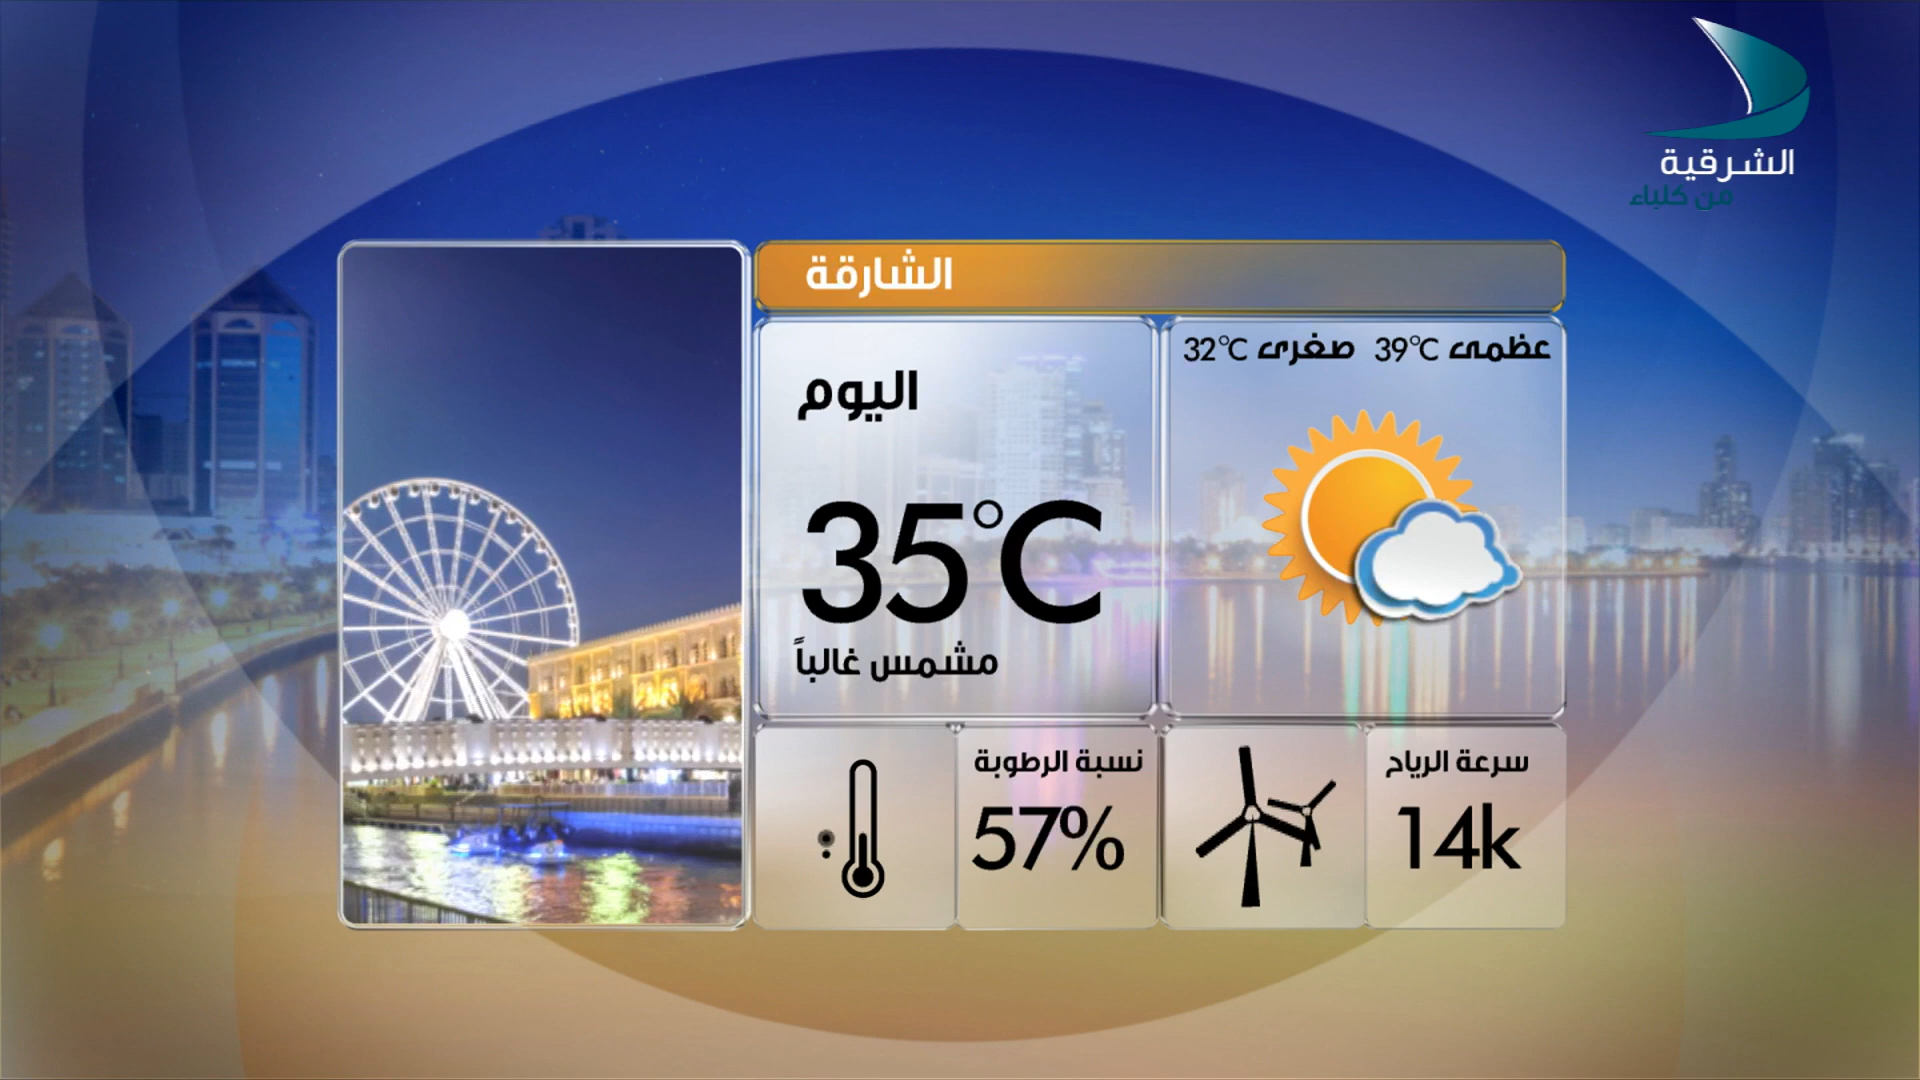 الشرقية
من كلباء
الشارقة
عظمى 39°C صغرى 32°C
اليوم
35°C
مشمس غالباً
سرعة الرياح
14k
نسبة الرطوبة
57%